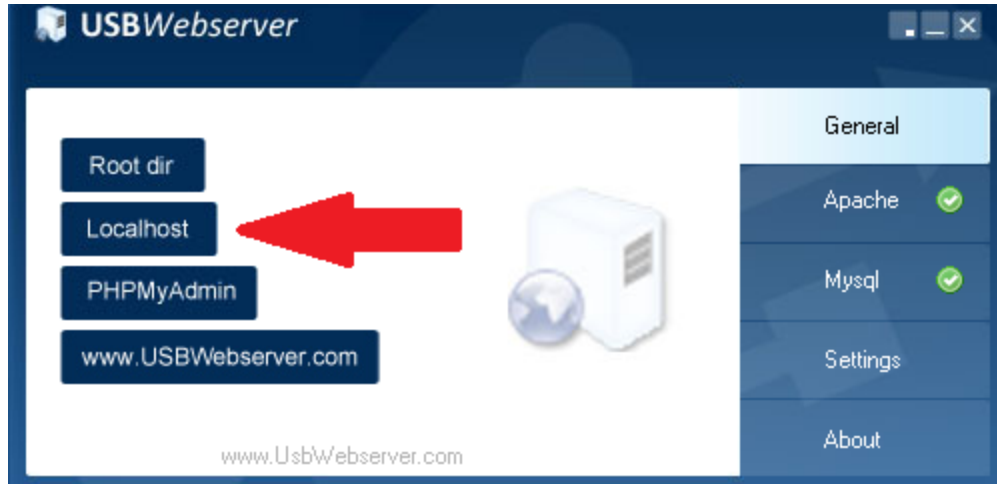 USBWebserver
Root dir
Localhost
PHPMyAdmin
www.USBWebserver.com
www.UsbWebserver.com
General
Apache
Mysql
Settings
About